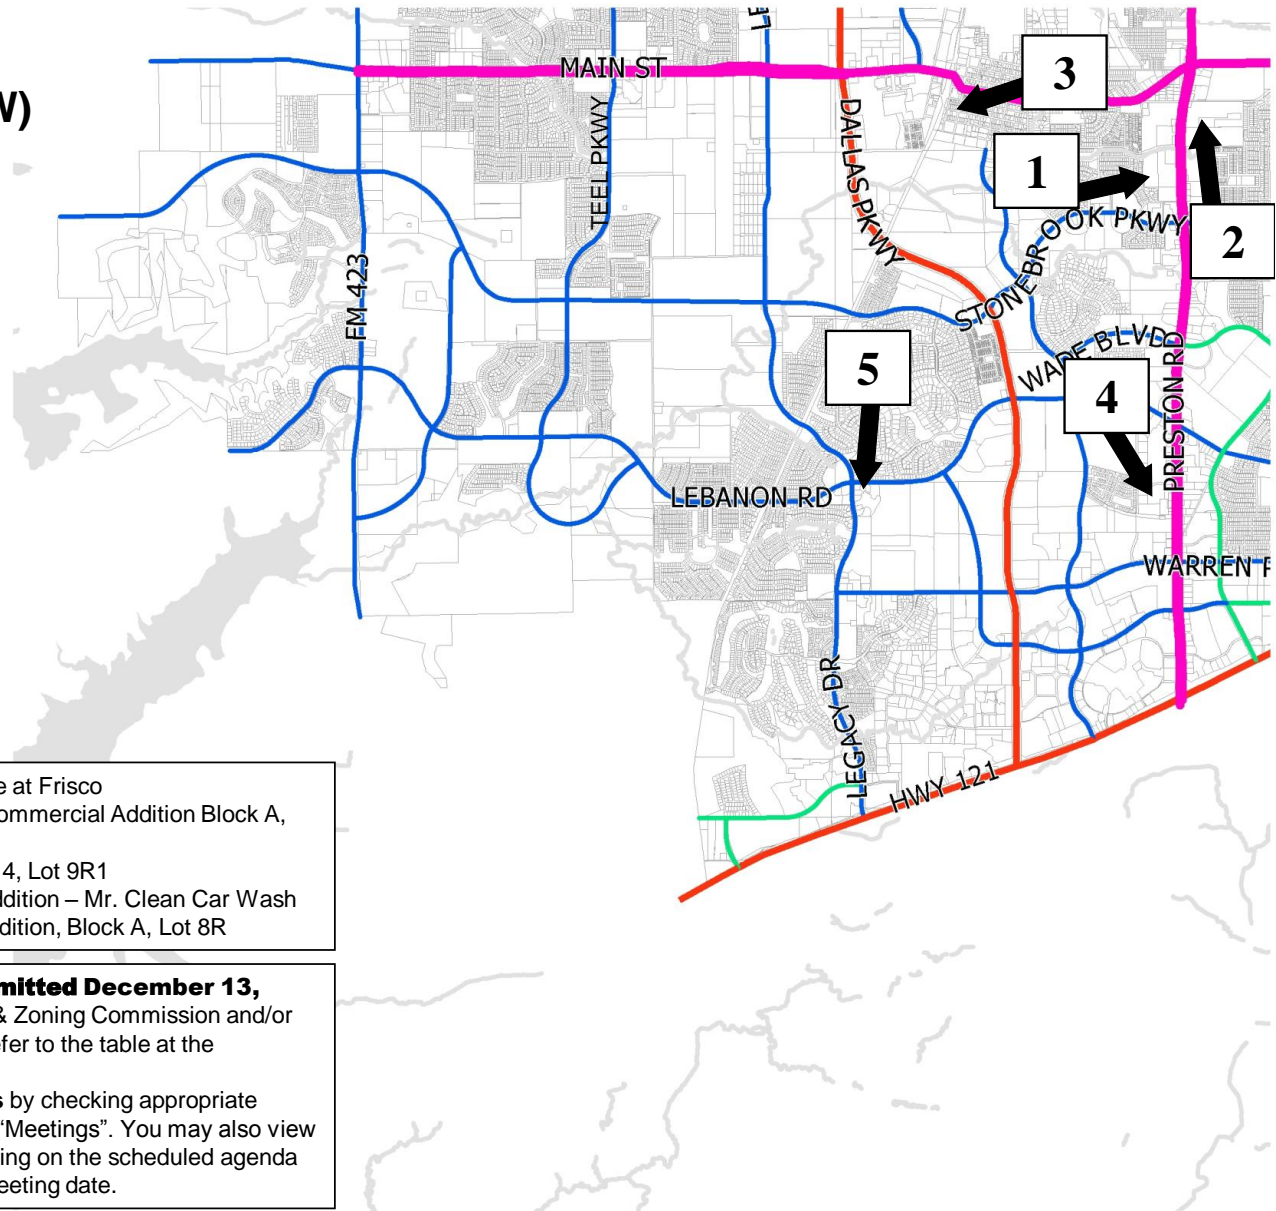 W)
MAIN ST
TEEL PKWY
DALLAS PKWY
FM 423
STONEBROOK PKWY
WADE BLVD
PRESTON RD
LEBANON RD
WARREN P
LEGACY DR
HWY 121
3
1
2
5
4
e at Frisco
ommercial Addition Block A,
4, Lot 9R1
ddition – Mr. Clean Car Wash
dition, Block A, Lot 8R
mitted December 13,
& Zoning Commission and/or
efer to the table at the
s by checking appropriate
"Meetings". You may also view
ing on the scheduled agenda
eeting date.